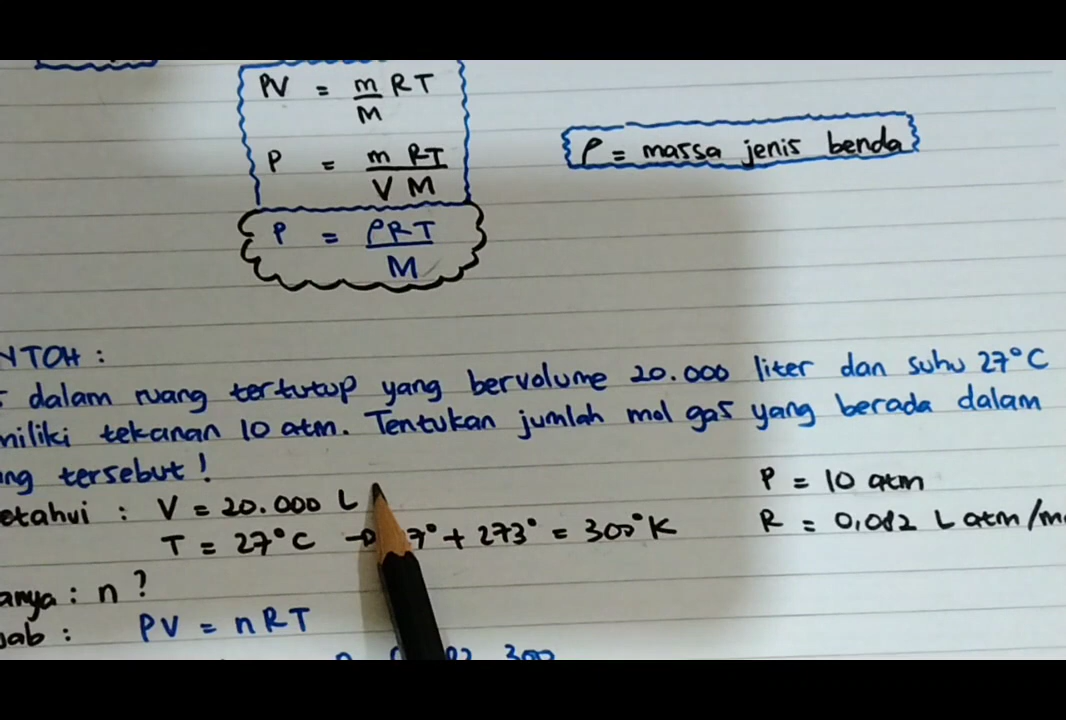 PV = m/M RT
P = m RT / V M
ρ = massa jenis benda
P = ρRT / M
NTOH :
dalam ruang tertutup yang bervolume 20.000 liter dan suhu 27°C
miliki tekanan 10 atm. Tentukan jumlah mol gas yang berada dalam
ng tersebut !
etahui : V = 20.000 L
P = 10 atm
T = 27°C → 7° + 273° = 300°K
R = 0,082 L atm/m
anya : n ?
ab : PV = nRT
300